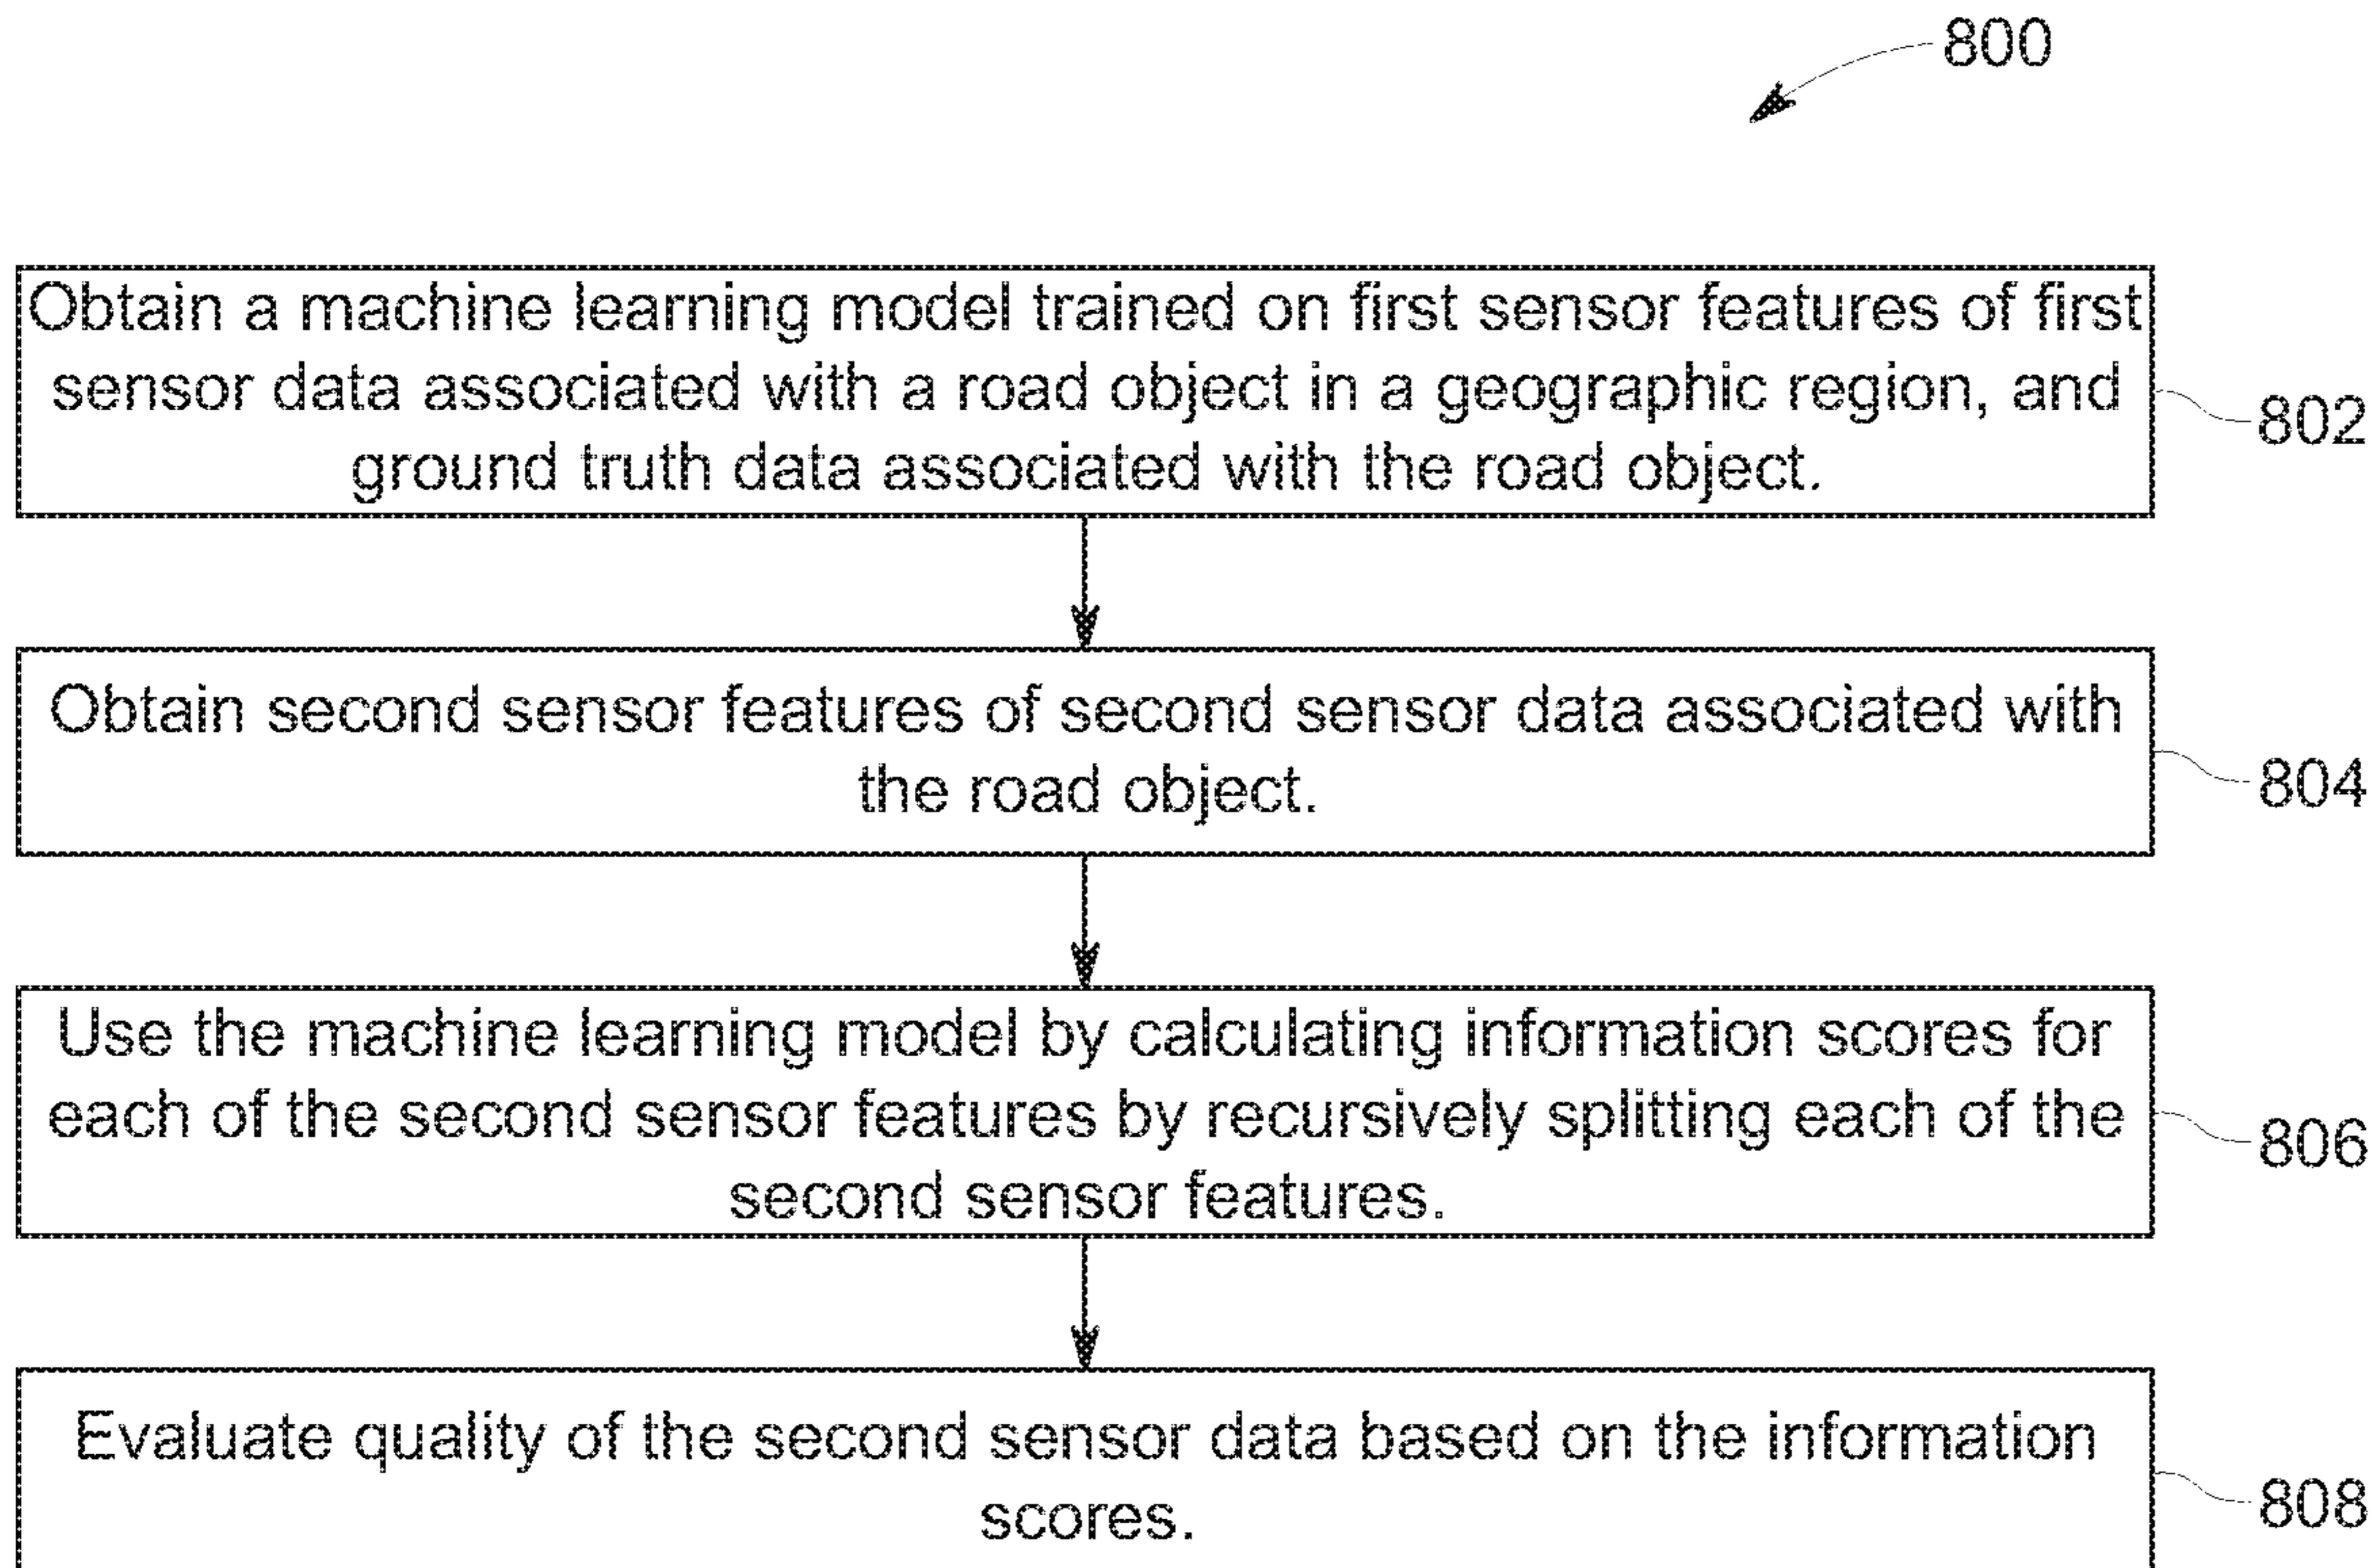 800
Obtain a machine learning model trained on first sensor features of first
sensor data associated with a road object in a geographic region, and
ground truth data associated with the road object.
802
Obtain second sensor features of second sensor data associated with
the road object.
804
Use the machine learning model by calculating information scores for
each of the second sensor features by recursively splitting each of the
second sensor features.
806
Evaluate quality of the second sensor data based on the information
scores.
808